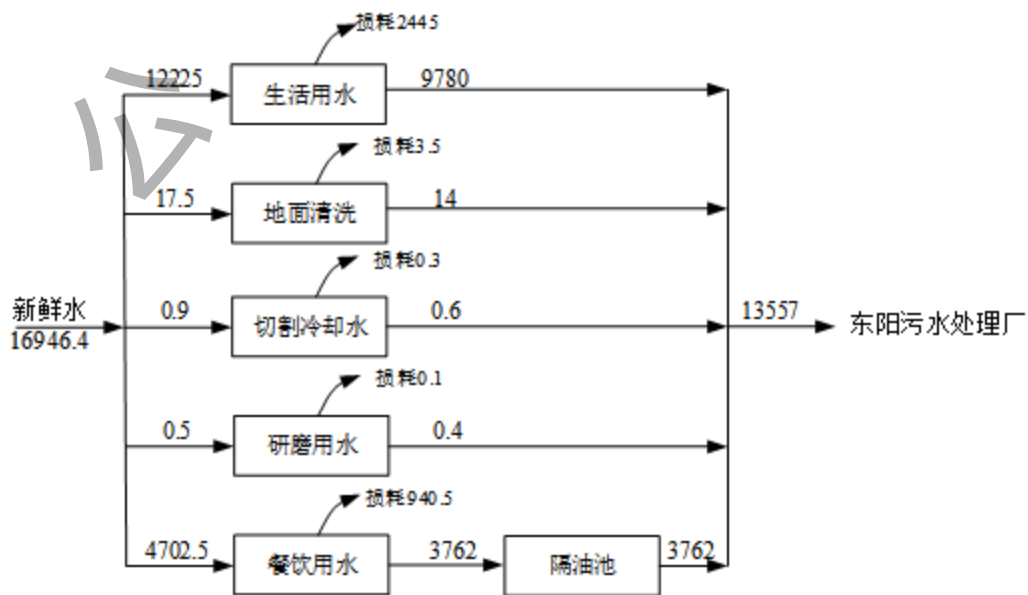 损耗2445
公
12225
生活用水
9780
损耗3.5
17.5
地面清洗
14
损耗0.3
新鲜水
16946.4
0.9
切割冷却水
0.6
13557
东阳污水处理厂
损耗0.1
0.5
研磨用水
0.4
损耗940.5
4702.5
餐饮用水
3762
隔油池
3762